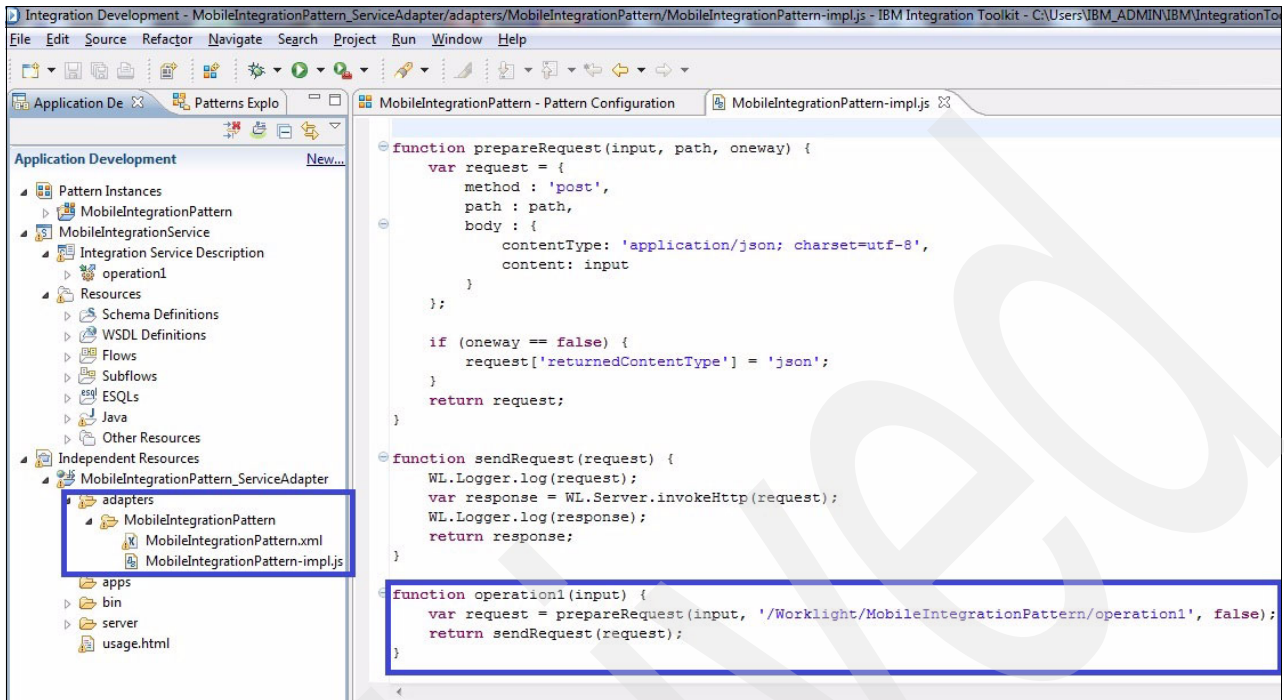 Integration Development - MobileIntegrationPattern_ServiceAdapter/adapters/MobileIntegrationPattern/MobileIntegrationPattern-impl.js - IBM Integration Toolkit - C:\Users\IBM_ADMIN\IBM\IntegrationToo
File Edit Source Refactor Navigate Search Project Run Window Help
Application De Patterns Explo
Application Development New...
Pattern Instances
MobileIntegrationPattern
MobileIntegrationService
Integration Service Description
operation1
Resources
Schema Definitions
WSDL Definitions
Flows
Subflows
ESQLs
Java
Other Resources
Independent Resources
MobileIntegrationPattern_ServiceAdapter
adapters
MobileIntegrationPattern
MobileIntegrationPattern.xml
MobileIntegrationPattern-impl.js
apps
bin
server
usage.html
MobileIntegrationPattern - Pattern Configuration MobileIntegrationPattern-impl.js
function prepareRequest(input, path, oneway) {
var request = {
method : 'post',
path : path,
body : {
contentType: 'application/json; charset=utf-8',
content: input
}
};
if (oneway == false) {
request['returnedContentType'] = 'json';
}
return request;
}
function sendRequest(request) {
WL.Logger.log(request);
var response = WL.Server.invokeHttp(request);
WL.Logger.log(response);
return response;
}
function operation1(input) {
var request = prepareRequest(input, '/Worklight/MobileIntegrationPattern/operation1', false);
return sendRequest(request);
}